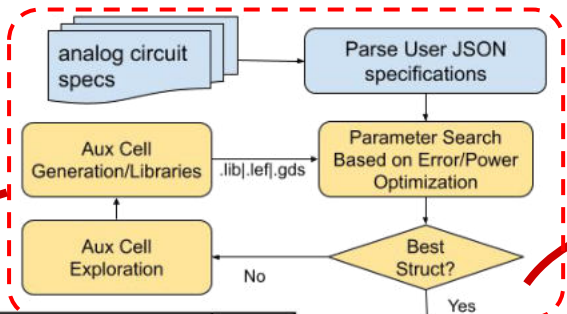 analog circuit
specs
Parse User JSON
specifications
Aux Cell
Generation/Libraries
.lib|.lef|.gds
Parameter Search
Based on Error/Power
Optimization
Aux Cell
Exploration
No
Best
Struct?
Yes